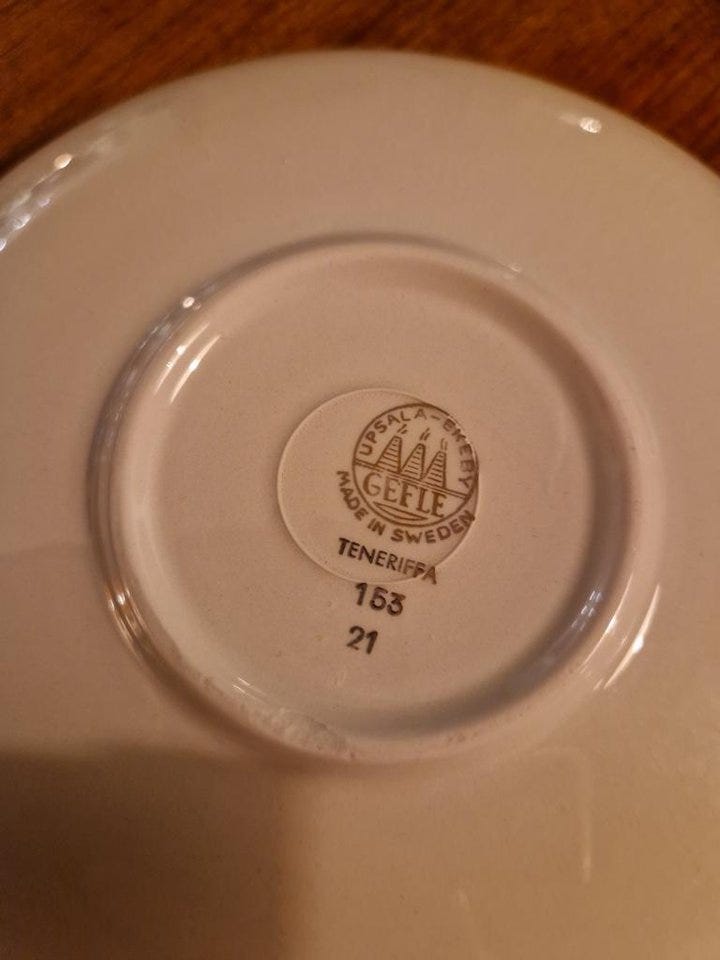 UPSALA-EKEBY
GEFLE
MADE IN SWEDEN
TENERIFFA
153
21